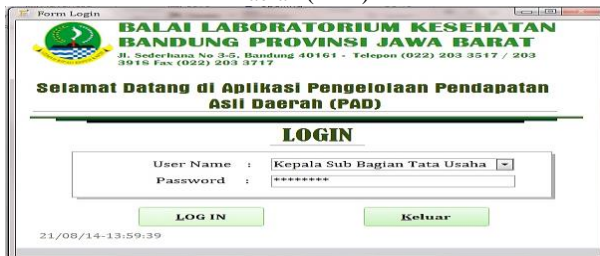 Form Login
BALAI LABORATORIUM KESEHATAN
BANDUNG PROVINSI JAWA BARAT
Jl. Sederhana No 3-5, Bandung 40161 - Telepon (022) 203 3517 / 203
3918 Fax (022) 203 3717
Selamat Datang di Aplikasi Pengelolaan Pendapatan
Asli Daerah (PAD)
LOGIN
User Name : Kepala Sub Bagian Tata Usaha
Password : ********
LOG IN Keluar
21/08/14-13:59:39